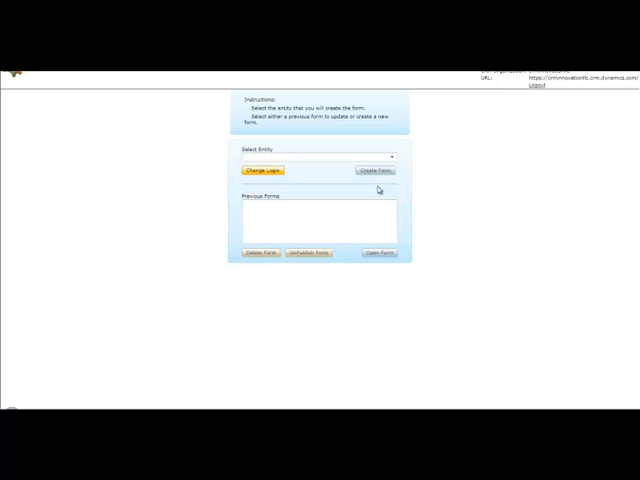 URL:
https://crminnovationllc.crm.dynamics.com/
Logout
Instructions:
Select the entity that you will create the form.
Select either a previous form to update or create a new
form.
Select Entity
Change Login
Create Form
Previous Forms
Delete Form
Unpublish Form
Open Form